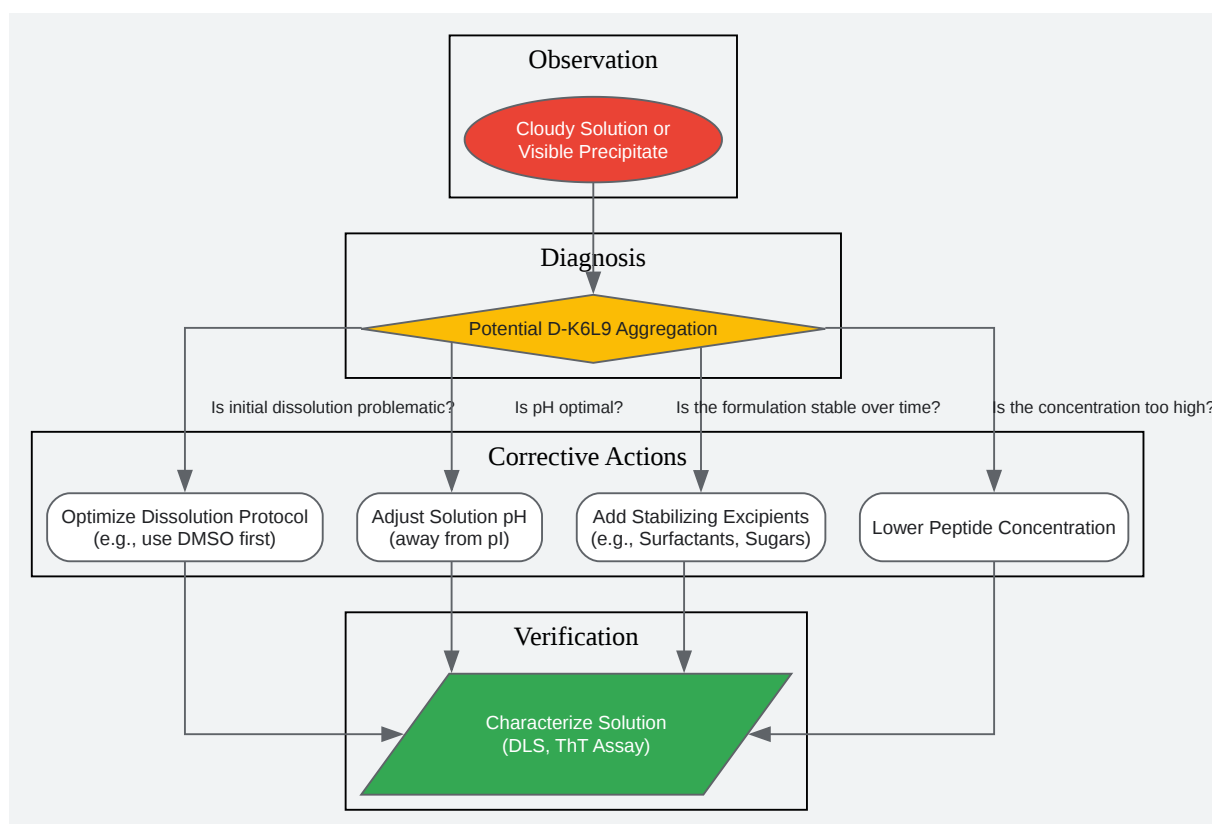 Observation
Cloudy Solution or
Visible Precipitate
Diagnosis
Potential D-K6L9 Aggregation
Is initial dissolution problematic?
Is pH optimal?
Is the formulation stable over time?
Is the concentration too high?
Corrective Actions
Optimize Dissolution Protocol
(e.g., use DMSO first)
Adjust Solution pH
(away from pI)
Add Stabilizing Excipients
(e.g., Surfactants, Sugars)
Lower Peptide Concentration
Verification
Characterize Solution
(DLS, ThT Assay)